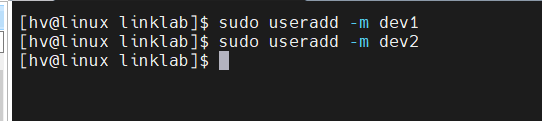 [hv@linux linklab]$ sudo useradd -m dev1
[hv@linux linklab]$ sudo useradd -m dev2
[hv@linux linklab]$